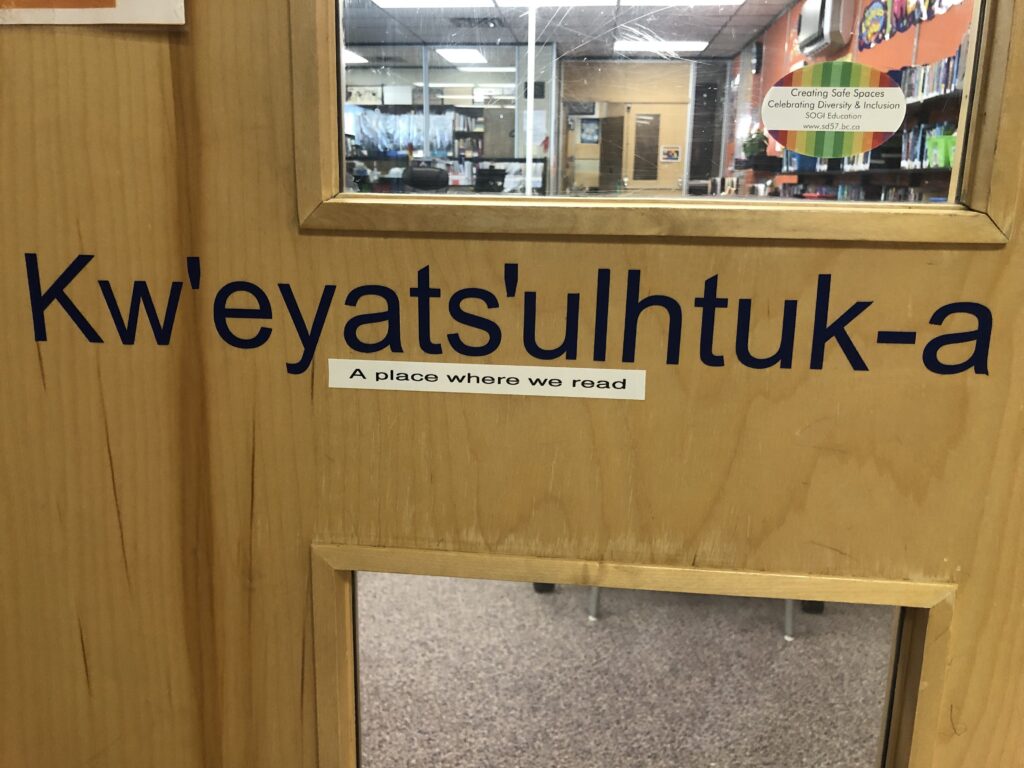 Creating Safe Spaces
Celebrating Diversity & Inclusion
SOGI Education
www.sd57.bc.ca
Kw'eyats'ulhtuk-a
A place where we read